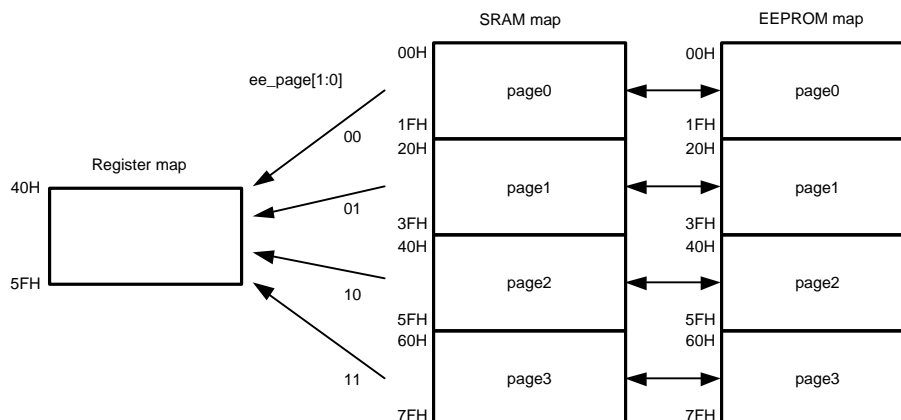 SRAM map
EEPROM map
00H
00H
ee_page[1:0]
page0
page0
00
1FH
1FH
20H
20H
Register map
40H
01
page1
page1
3FH
3FH
40H
40H
5FH
10
page2
page2
5FH
5FH
60H
60H
11
page3
page3
7FH
7FH